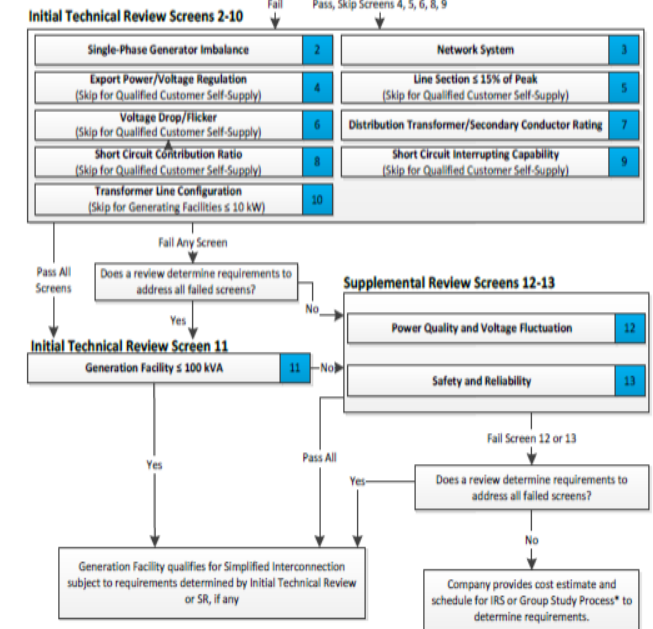 Fail
Pass, Skip Screens 4, 5, 6, 8, 9
Initial Technical Review Screens 2-10
Single-Phase Generator Imbalance
2
Network System
3
Export Power/Voltage Regulation
(Skip for Qualified Customer Self-Supply)
4
Line Section ≤ 15% of Peak
(Skip for Qualified Customer Self-Supply)
5
Voltage Drop/Flicker
(Skip for Qualified Customer Self-Supply)
6
Distribution Transformer/Secondary Conductor Rating
7
Short Circuit Contribution Ratio
(Skip for Qualified Customer Self-Supply)
8
Short Circuit Interrupting Capability
(Skip for Qualified Customer Self-Supply)
9
Transformer Line Configuration
(Skip for Generating Facilities ≤ 10 kW)
10
Fail Any Screen
Pass All
Screens
Does a review determine requirements to
address all failed screens?
No
Yes
Supplemental Review Screens 12-13
Power Quality and Voltage Fluctuation
12
Safety and Reliability
13
Initial Technical Review Screen 11
Generation Facility ≤ 100 kVA
11
No
Fail Screen 12 or 13
Yes
Pass All
Does a review determine requirements to
address all failed screens?
Yes
No
Generation Facility qualifies for Simplified Interconnection
subject to requirements determined by Initial Technical Review
or SR, if any
Company provides cost estimate and
schedule for IRS or Group Study Process* to
determine requirements.